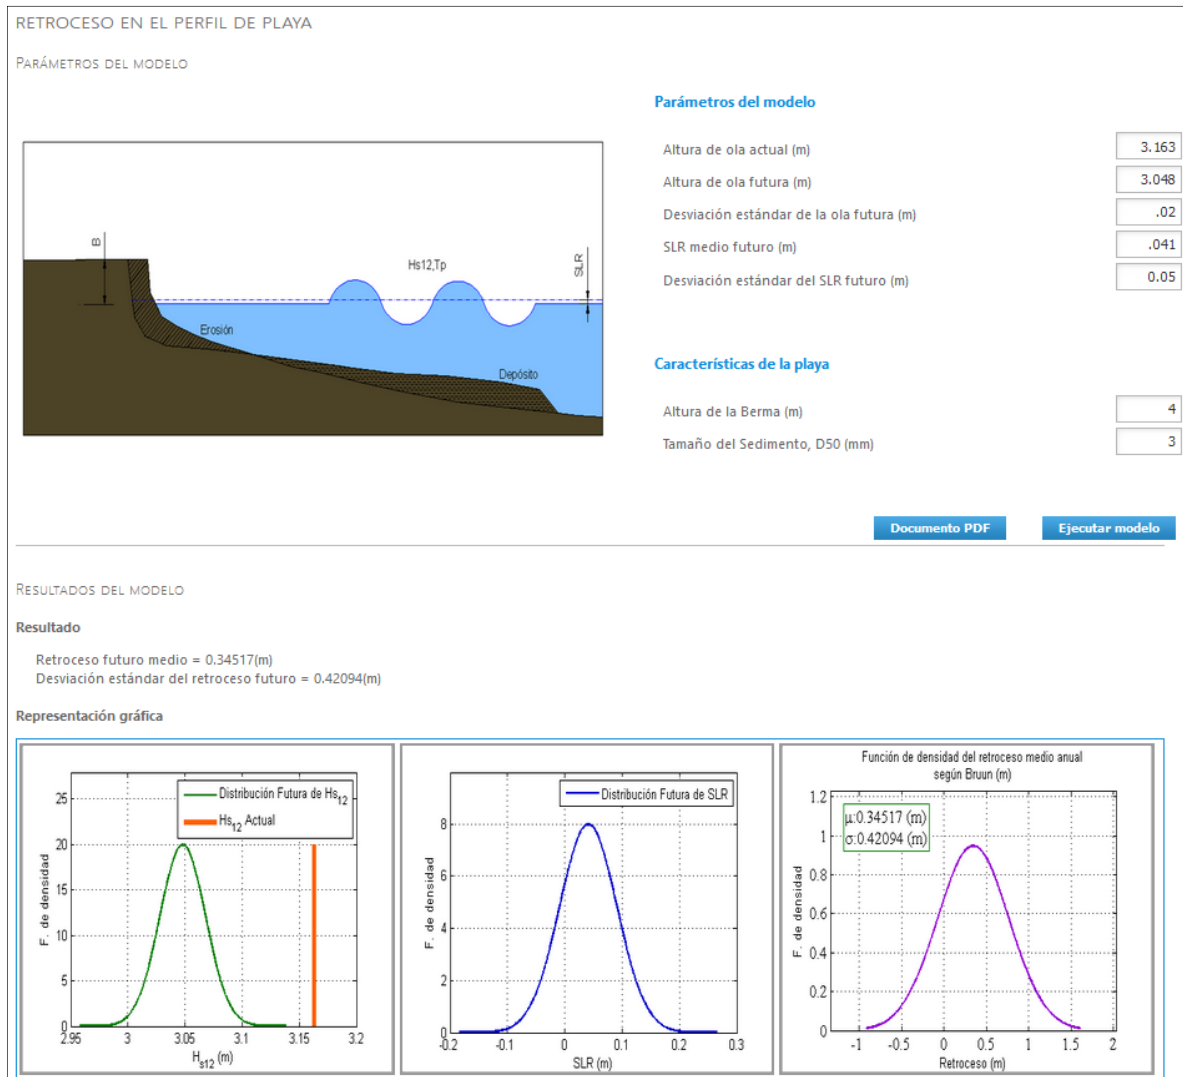 RETROCESO EN EL PERFIL DE PLAYA
PARÁMETROS DEL MODELO
B
Hs12,Tp
SLR
Erosión
Depósito
Parámetros del modelo
Altura de ola actual (m) 3.163
Altura de ola futura (m) 3.048
Desviación estándar de la ola futura (m) .02
SLR medio futuro (m) .041
Desviación estándar del SLR futuro (m) 0.05
Características de la playa
Altura de la Berma (m) 4
Tamaño del Sedimento, D50 (mm) 3
Documento PDF Ejecutar modelo
RESULTADOS DEL MODELO
Resultado
Retroceso futuro medio = 0.34517(m)
Desviación estándar del retroceso futuro = 0.42094(m)
Representación gráfica
Distribución Futura de Hs12
Hs12 Actual
F. de densidad
25
20
15
10
5
0
2.95 3 3.05 3.1 3.15 3.2
Hs12 (m)
Distribución Futura de SLR
F. de densidad
8
6
4
2
0
-0.2 -0.1 0 0.1 0.2 0.3
SLR (m)
Función de densidad del retroceso medio anual
según Bruun (m)
μ:0.34517 (m)
σ:0.42094 (m)
F. de densidad
1.2
1
0.8
0.6
0.4
0.2
0
-1 -0.5 0 0.5 1 1.5 2
Retroceso (m)